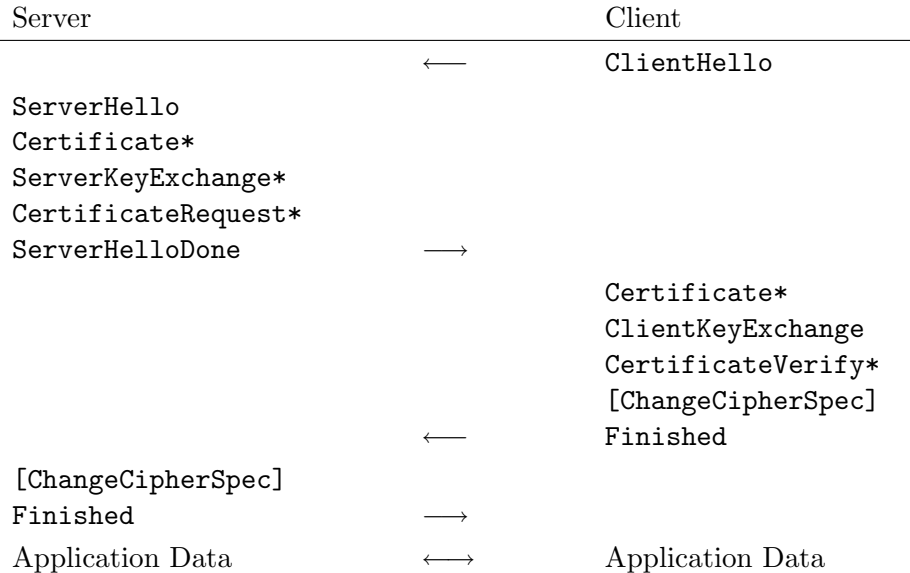 Server Client
⟵ ClientHello
ServerHello
Certificate*
ServerKeyExchange*
CertificateRequest*
ServerHelloDone ⟶
Certificate*
ClientKeyExchange
CertificateVerify*
[ChangeCipherSpec]
⟵ Finished
[ChangeCipherSpec]
Finished ⟶
Application Data ⟷ Application Data